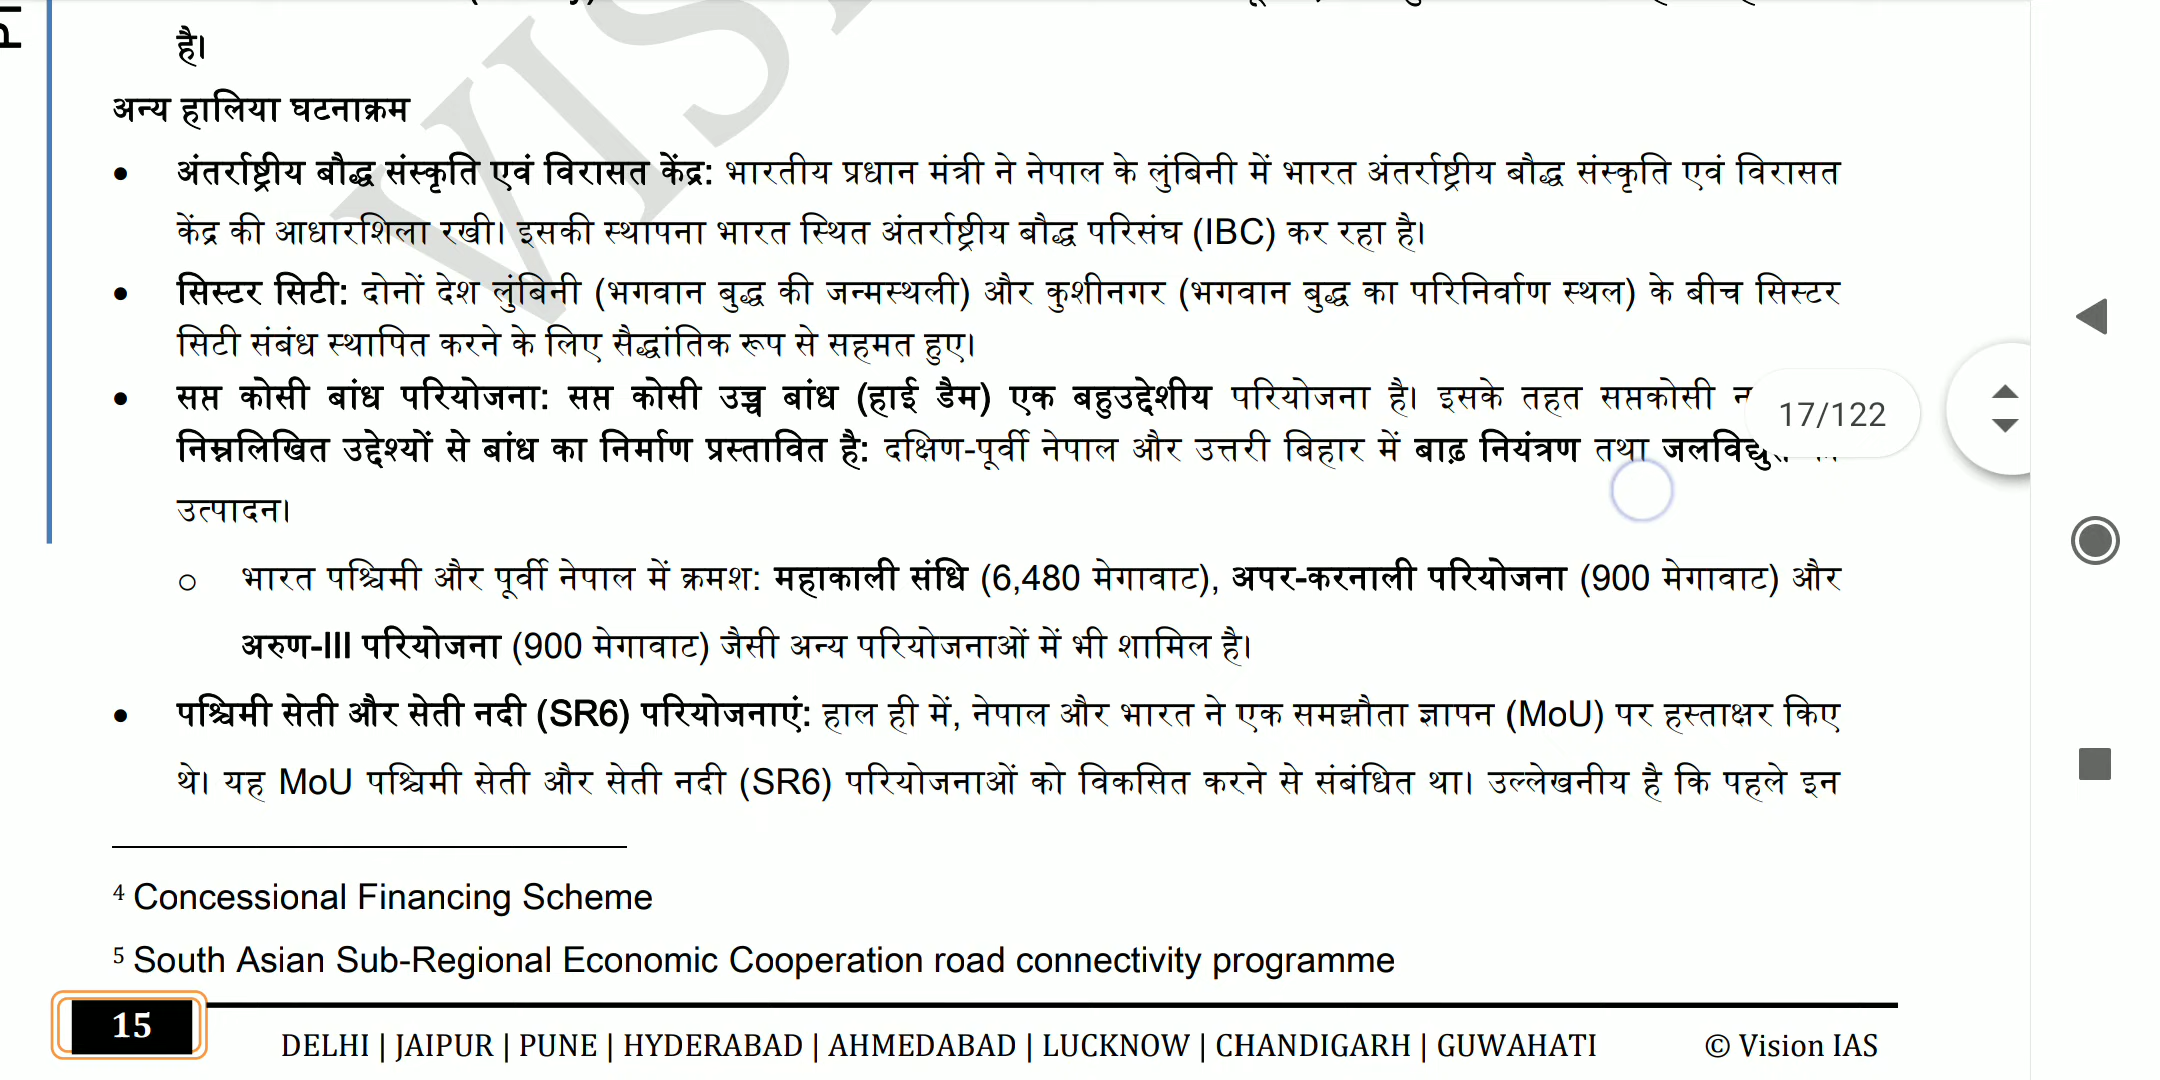 है।
अन्य हालिया घटनाक्रम
• अंतर्राष्ट्रीय बौद्ध संस्कृति एवं विरासत केंद्र: भारतीय प्रधान मंत्री ने नेपाल के लुंबिनी में भारत अंतर्राष्ट्रीय बौद्ध संस्कृति एवं विरासत
केंद्र की आधारशिला रखी। इसकी स्थापना भारत स्थित अंतर्राष्ट्रीय बौद्ध परिसंघ (IBC) कर रहा है।
• सिस्टर सिटी: दोनों देश लुंबिनी (भगवान बुद्ध की जन्मस्थली) और कुशीनगर (भगवान बुद्ध का परिनिर्वाण स्थल) के बीच सिस्टर
सिटी संबंध स्थापित करने के लिए सैद्धांतिक रूप से सहमत हुए।
• सप्त कोसी बांध परियोजना: सप्त कोसी उच्च बांध (हाई डैम) एक बहुउद्देशीय परियोजना है। इसके तहत सप्तकोसी
17/122
निम्नलिखित उद्देश्यों से बांध का निर्माण प्रस्तावित है: दक्षिण-पूर्वी नेपाल और उत्तरी बिहार में बाढ़ नियंत्रण तथा
उत्पादन।
○ भारत पश्चिमी और पूर्वी नेपाल में क्रमश: महाकाली संधि (6,480 मेगावाट), अपर-करनाली परियोजना (900 मेगावाट) और
अरुण-III परियोजना (900 मेगावाट) जैसी अन्य परियोजनाओं में भी शामिल है।
• पश्चिमी सेती और सेती नदी (SR6) परियोजनाएं: हाल ही में, नेपाल और भारत ने एक समझौता ज्ञापन (MoU) पर हस्ताक्षर किए
थे। यह MoU पश्चिमी सेती और सेती नदी (SR6) परियोजनाओं को विकसित करने से संबंधित था। उल्लेखनीय है कि पहले इन
4 Concessional Financing Scheme
5 South Asian Sub-Regional Economic Cooperation road connectivity programme
15
DELHI | JAIPUR | PUNE | HYDERABAD | AHMEDABAD | LUCKNOW | CHANDIGARH | GUWAHATI
© Vision IAS